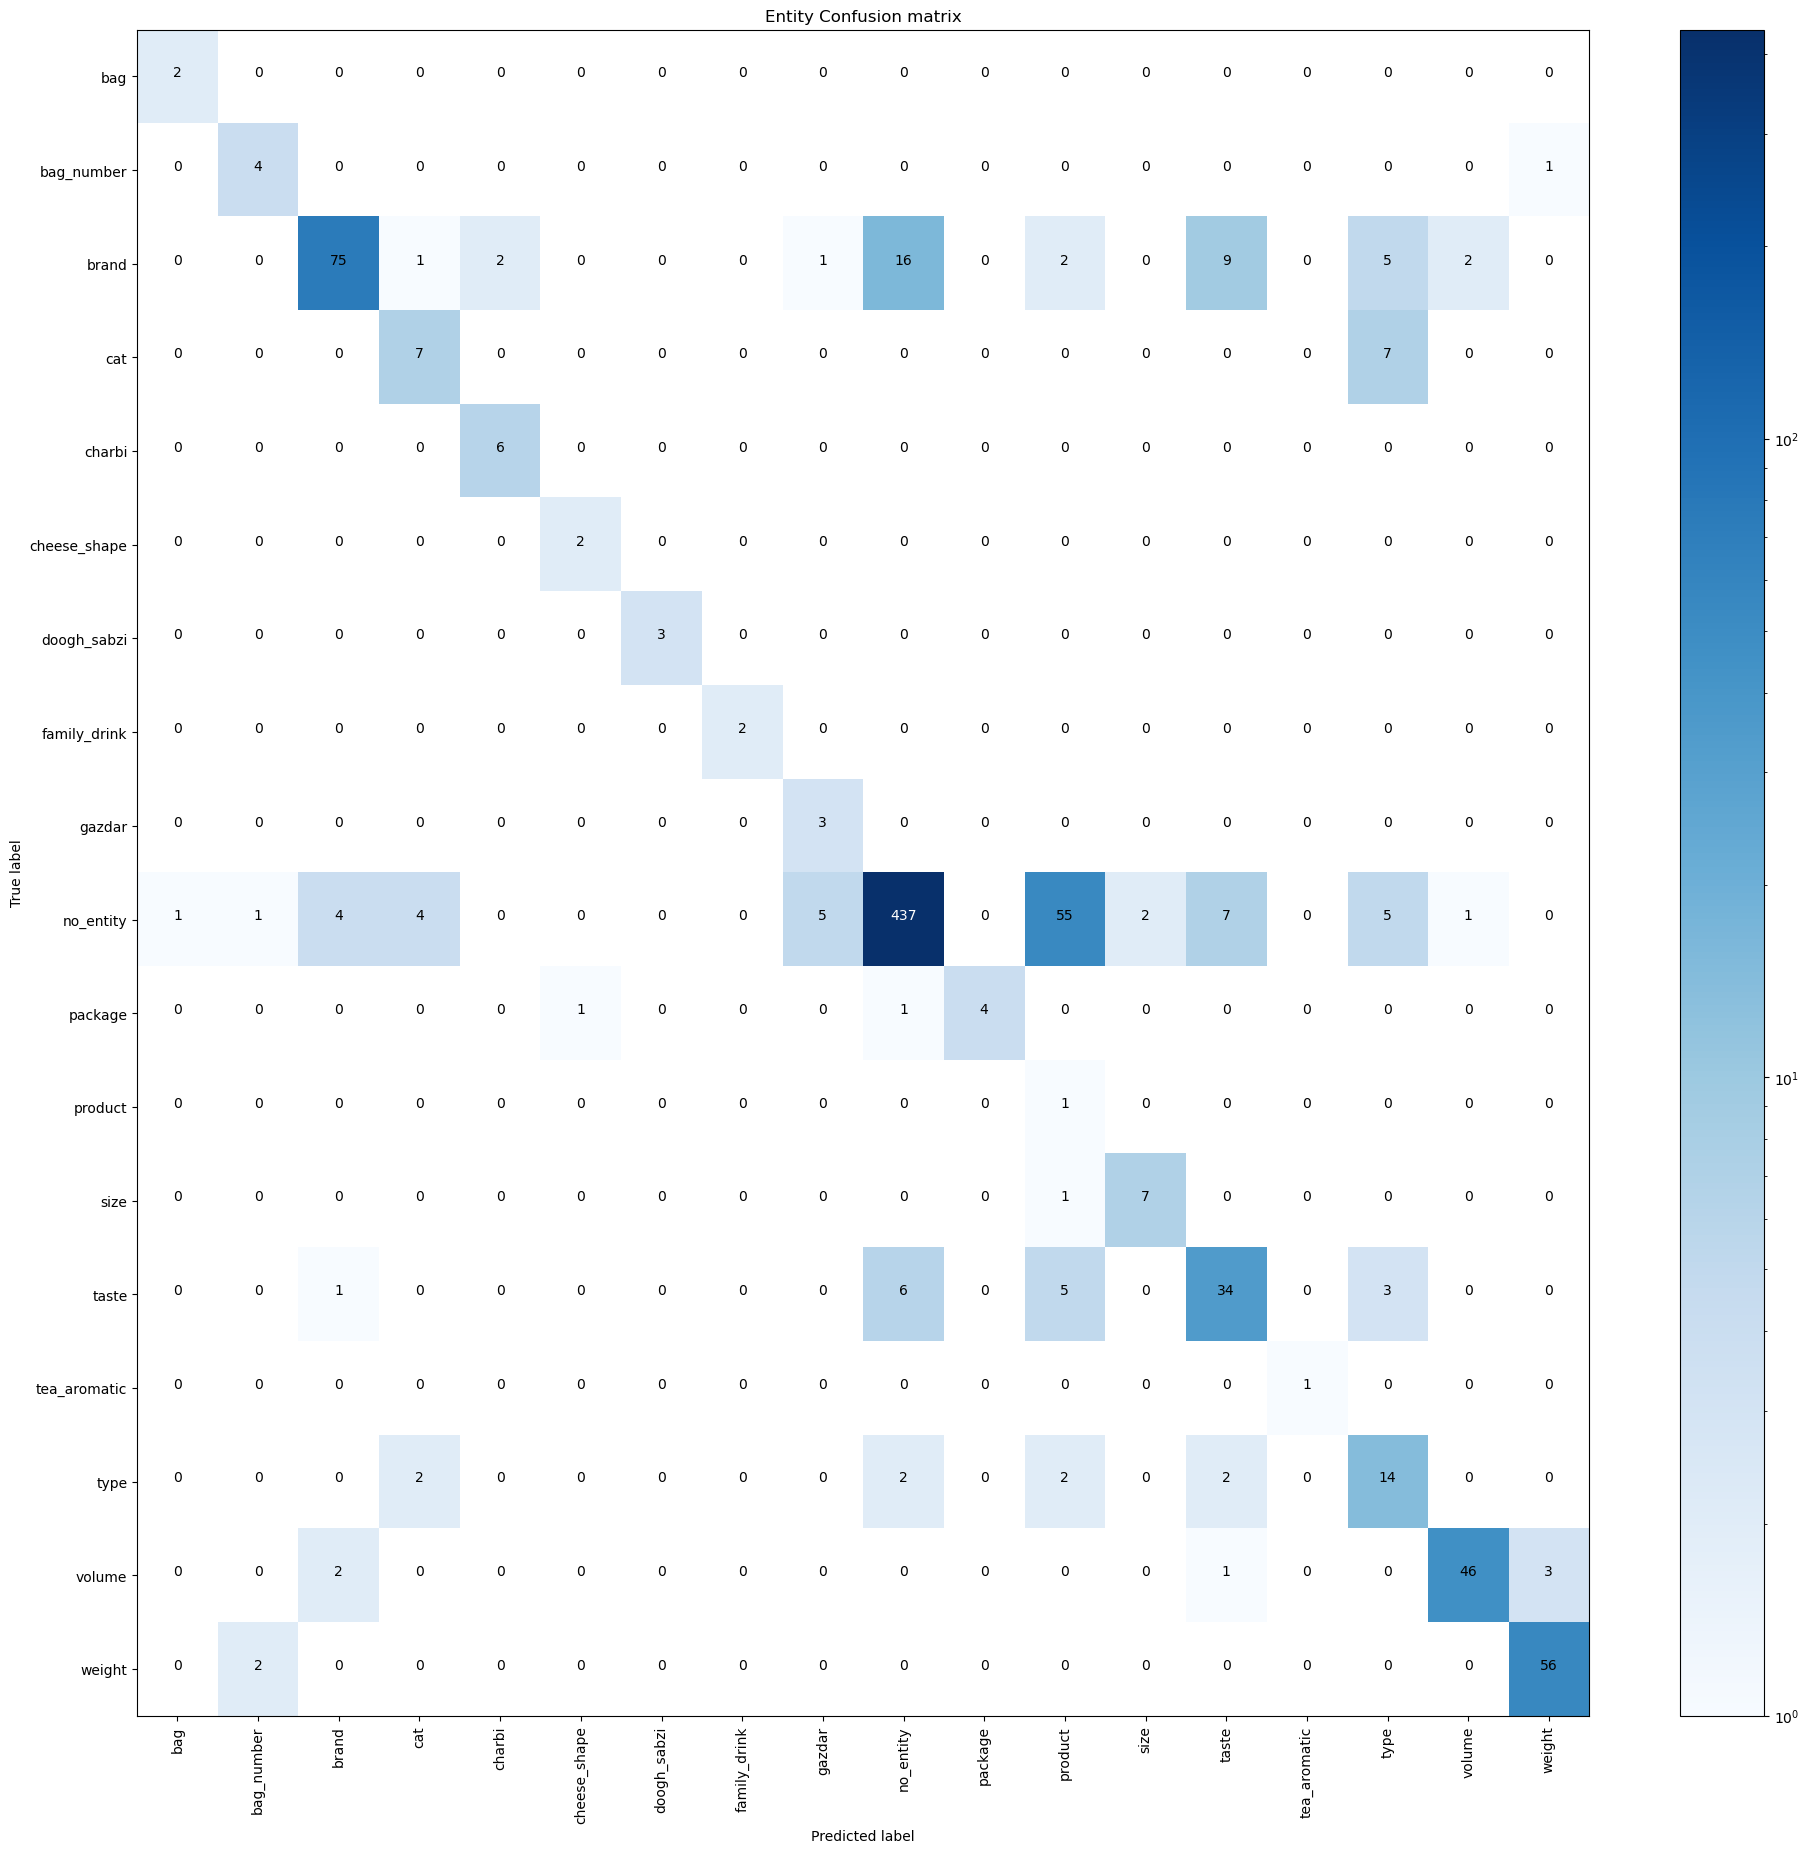 Entity Confusion matrix
bag 2 0 0 0 0 0 0 0 0 0 0 0 0 0 0 0 0 0
bag_number 0 4 0 0 0 0 0 0 0 0 0 0 0 0 0 0 0 1
brand 0 0 75 1 2 0 0 0 1 16 0 2 0 9 0 5 2 0
cat 0 0 0 7 0 0 0 0 0 0 0 0 0 0 0 7 0 0
charbi 0 0 0 0 6 0 0 0 0 0 0 0 0 0 0 0 0 0
cheese_shape 0 0 0 0 0 2 0 0 0 0 0 0 0 0 0 0 0 0
doogh_sabzi 0 0 0 0 0 0 3 0 0 0 0 0 0 0 0 0 0 0
family_drink 0 0 0 0 0 0 0 2 0 0 0 0 0 0 0 0 0 0
gazdar 0 0 0 0 0 0 0 0 3 0 0 0 0 0 0 0 0 0
no_entity 1 1 4 4 0 0 0 0 5 437 0 55 2 7 0 5 1 0
package 0 0 0 0 0 1 0 0 0 1 4 0 0 0 0 0 0 0
product 0 0 0 0 0 0 0 0 0 0 0 1 0 0 0 0 0 0
size 0 0 0 0 0 0 0 0 0 0 0 1 7 0 0 0 0 0
taste 0 0 1 0 0 0 0 0 0 6 0 5 0 34 0 3 0 0
tea_aromatic 0 0 0 0 0 0 0 0 0 0 0 0 0 0 1 0 0 0
type 0 0 0 2 0 0 0 0 0 2 0 2 0 2 0 14 0 0
volume 0 0 2 0 0 0 0 0 0 0 0 0 0 1 0 0 46 3
weight 0 2 0 0 0 0 0 0 0 0 0 0 0 0 0 0 0 56
True label
bag bag_number brand cat charbi cheese_shape doogh_sabzi family_drink gazdar no_entity package product size taste tea_aromatic type volume weight
Predicted label
10²
10¹
10⁰